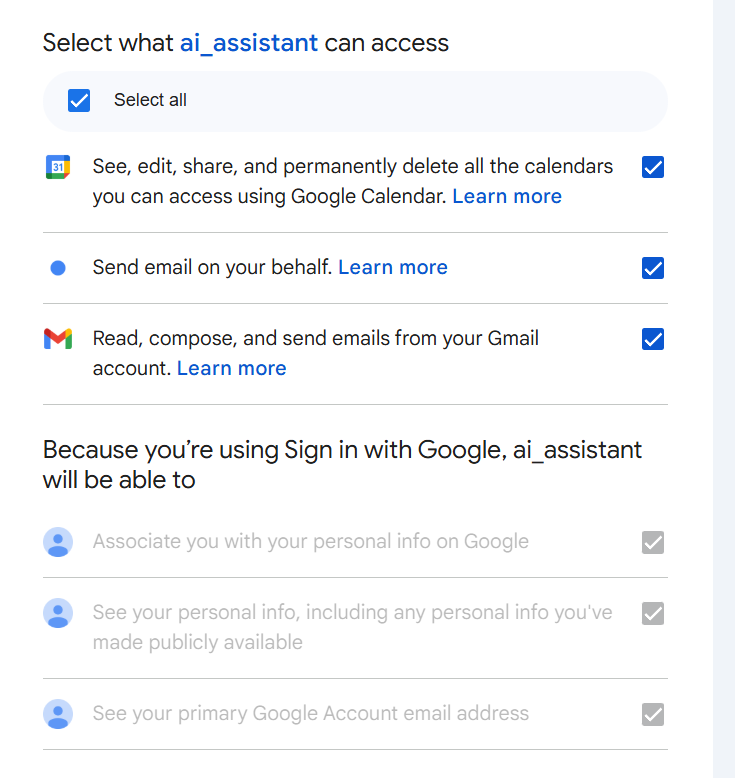 Select what ai_assistant can access
Select all
31
See, edit, share, and permanently delete all the calendars
you can access using Google Calendar. Learn more
Send email on your behalf. Learn more
Read, compose, and send emails from your Gmail
account. Learn more
Because you’re using Sign in with Google, ai_assistant
will be able to
Associate you with your personal info on Google
See your personal info, including any personal info you've
made publicly available
See your primary Google Account email address